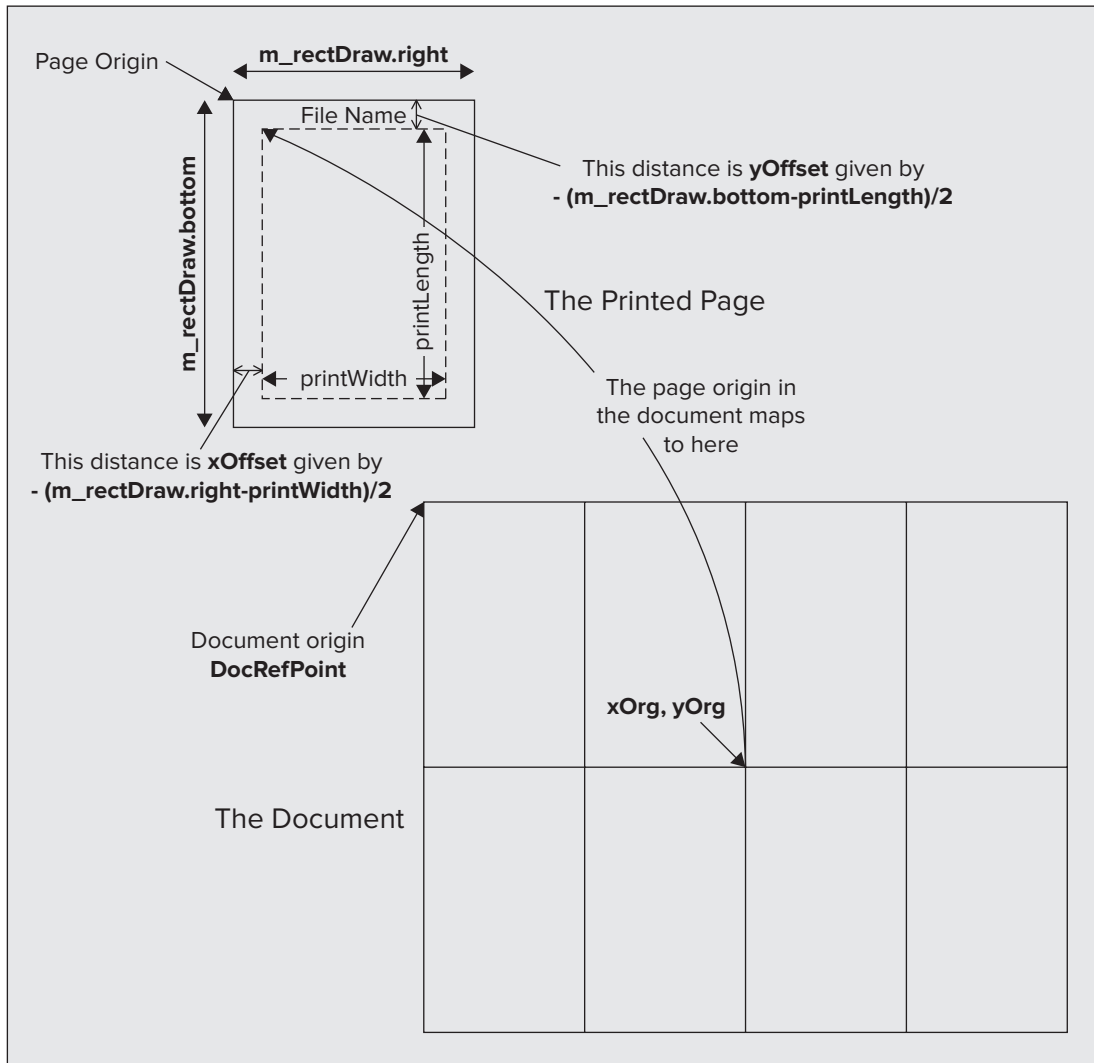 m_rectDraw.right
Page Origin
File Name
m_rectDraw.bottom
This distance is yOffset given by
- (m_rectDraw.bottom-printLength)/2
printLength
The Printed Page
printWidth
The page origin in
the document maps
to here
This distance is xOffset given by
- (m_rectDraw.right-printWidth)/2
Document origin
DocRefPoint
xOrg, yOrg
The Document